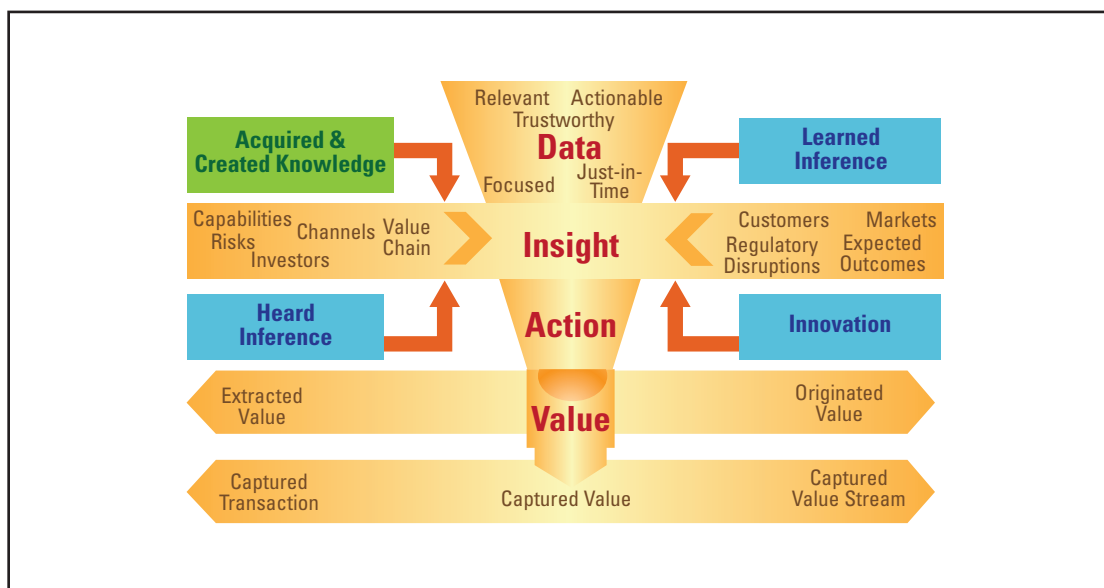 Relevant Actionable
Trustworthy
Data
Focused
Just-in-
Time
Acquired &
Created Knowledge
Learned
Inference
Capabilities
Risks
Investors
Channels
Value
Chain
Insight
Customers
Regulatory
Disruptions
Markets
Expected
Outcomes
Heard
Inference
Action
Innovation
Extracted
Value
Value
Originated
Value
Captured
Transaction
Captured Value
Captured
Value Stream